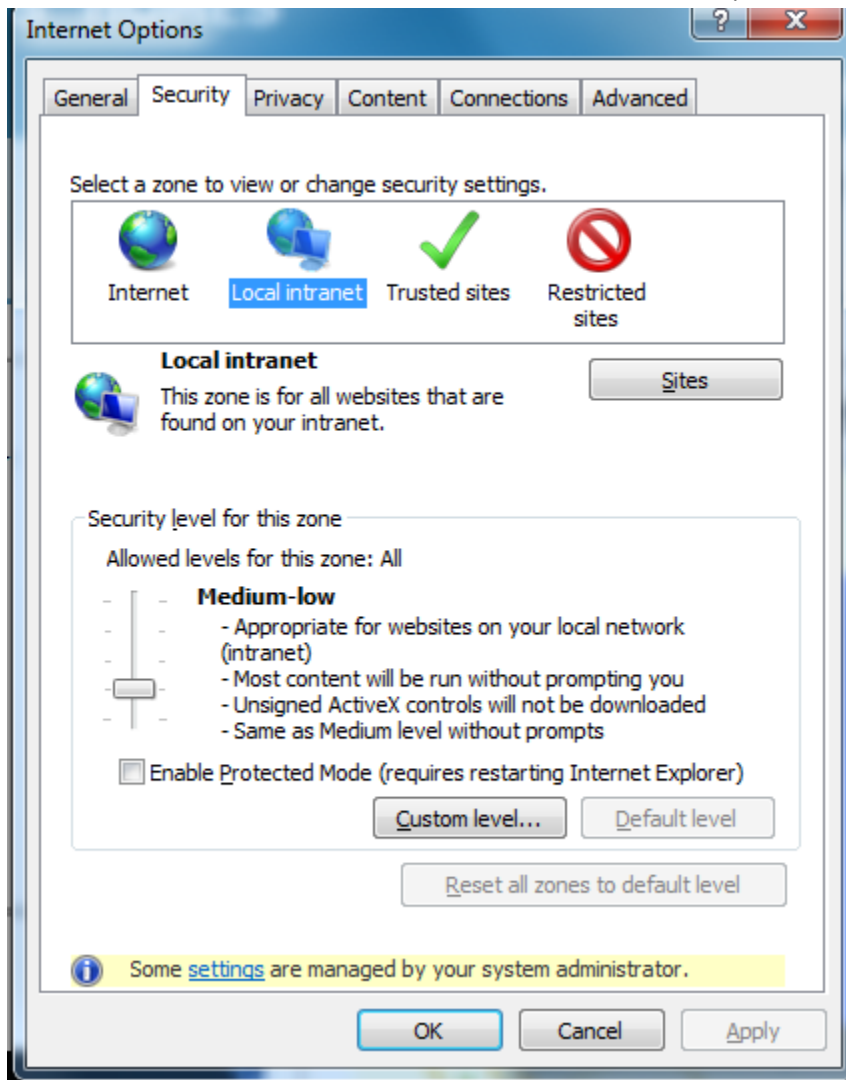 Internet Options
?
X
General Security Privacy Content Connections Advanced
Select a zone to view or change security settings.
Internet Local intranet Trusted sites Restricted
sites
Local intranet
This zone is for all websites that are
found on your intranet.
Sites
Security level for this zone
Allowed levels for this zone: All
Medium-low
- Appropriate for websites on your local network
(intranet)
- Most content will be run without prompting you
- Unsigned ActiveX controls will not be downloaded
- Same as Medium level without prompts
Enable Protected Mode (requires restarting Internet Explorer)
Custom level... Default level
Reset all zones to default level
Some settings are managed by your system administrator.
OK Cancel Apply